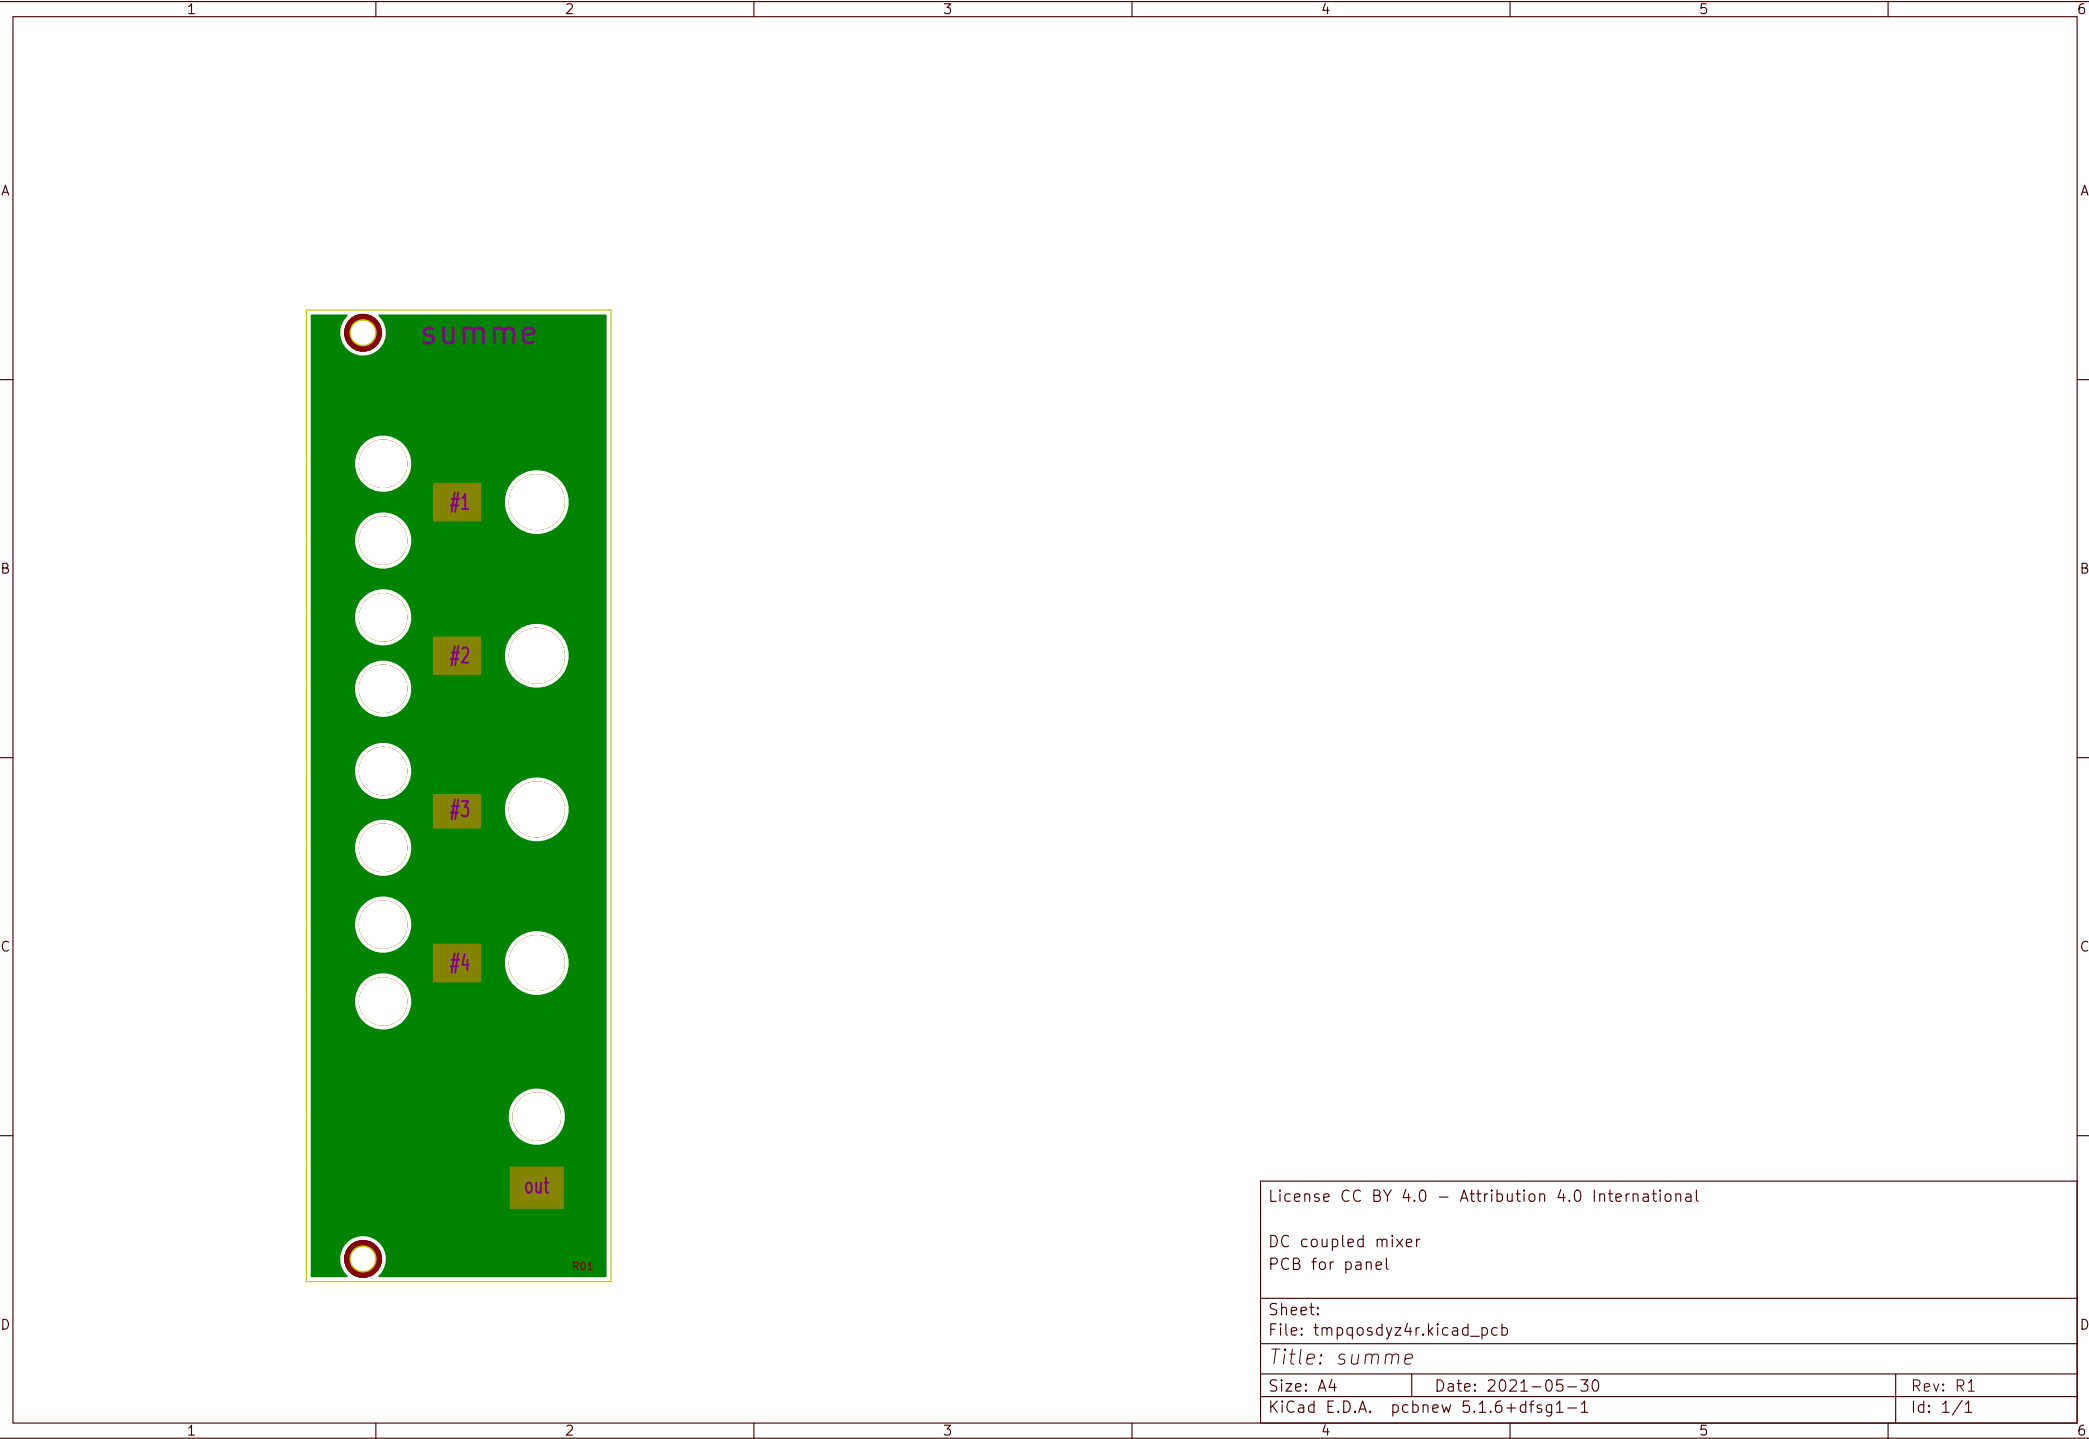 1 2 3 4 5 6
A A
summe
#1
B B
#2
#3
C C
#4
out
License CC BY 4.0 - Attribution 4.0 International
DC coupled mixer
PCB for panel
R01
Sheet:
D D
File: tmpqosdyz4r.kicad_pcb
Title: summe
Size: A4 Date: 2021-05-30 Rev: R1
KiCad E.D.A. pcbnew 5.1.6+dfsg1-1 Id: 1/1
1 2 3 4 5 6